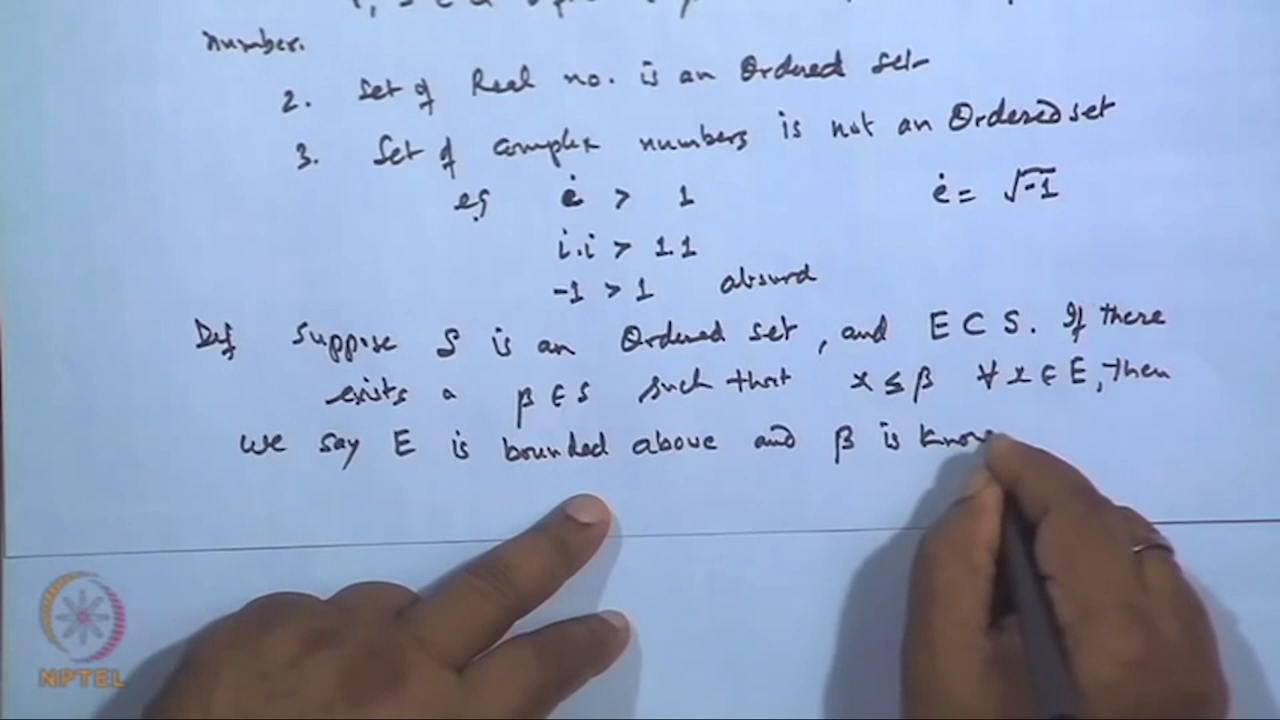 number.
2. Set of Real no. is an Ordered set
3. Set of complex numbers is not an Ordered set
eg i > 1 i = √-1
i.i > 1.1
-1 > 1 absurd
Def Suppose S is an Ordered set, and E ⊂ S. If there
exists a β ∈ S such that x ≤ β ∀ x ∈ E, then
we say E is bounded above and β is know
NPTEL